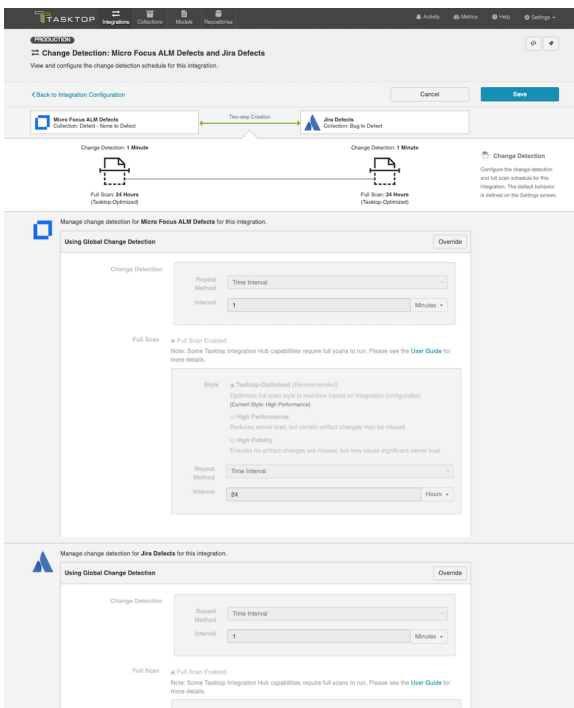 TASKTOP
Integrations
Collections
Models
Repositories
Activity
Metrics
Help
Settings
PRODUCTION
Change Detection: Micro Focus ALM Defects and Jira Defects
View and configure the change detection schedule for this integration.
Back to Integration Configuration
Cancel
Save
Micro Focus ALM Defects
Collection: Defect - None to Defect
Two-way Creation
Jira Defects
Collection: Bug to Defect
Change Detection: 1 Minute
Full Scan: 24 Hours
(Tasktop-Optimized)
Change Detection: 1 Minute
Full Scan: 24 Hours
(Tasktop-Optimized)
Change Detection
Configure the change detection
and full scan schedule for this
integration. The default behavior
is defined on the Settings screen.
Manage change detection for Micro Focus ALM Defects for this integration.
Using Global Change Detection
Override
Change Detection
Repeat
Method
Time Interval
Interval
1
Minutes
Full Scan
Full Scan Enabled
Note: Some Tasktop Integration Hub capabilities require full scans to run. Please see the User Guide for
more details.
Style
Tasktop-Optimized (Recommended)
Optimizes full scan style in real-time based on integration configuration
(Current Style: High Performance)
High Performance
Reduces server load, but certain artifact changes may be missed
High Fidelity
Ensures no artifact changes are missed, but may cause significant server load
Repeat
Method
Time Interval
Interval
24
Hours
Manage change detection for Jira Defects for this integration.
Using Global Change Detection
Override
Change Detection
Repeat
Method
Time Interval
Interval
1
Minutes
Full Scan
Full Scan Enabled
Note: Some Tasktop Integration Hub capabilities require full scans to run. Please see the User Guide for
more details.